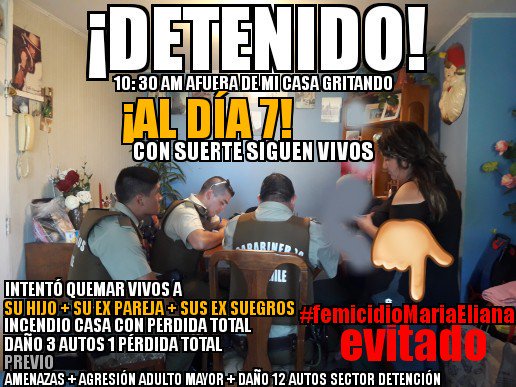 ¡DETENIDO!
10: 30 AM AFUERA DE MI CASA GRITANDO
¡AL DÍA 7!
CON SUERTE SIGUEN VIVOS
CARABINEROS
CHILE
INTENTÓ QUEMAR VIVOS A
SU HIJO + SU EX PAREJA + SUS EX SUEGROS
INCENDIO CASA CON PERDIDA TOTAL
DAÑO 3 AUTOS 1 PÉRDIDA TOTAL
#femicidioMariaEliana
evitado
PREVIO
AMENAZAS + AGRESIÓN ADULTO MAYOR + DAÑO 12 AUTOS SECTOR DETENCIÓN